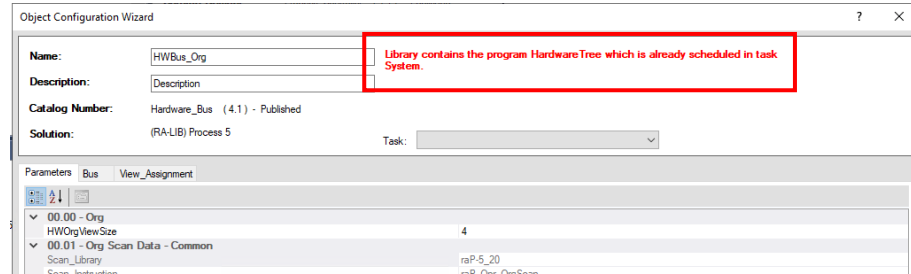 Object Configuration Wizard ? ×
Name: HWBus_Org
Library contains the program HardwareTree which is already scheduled in task
System.
Description: Description
Catalog Number: Hardware_Bus ( 4.1 ) - Published
Solution: (RA-LIB) Process 5
Task:
Parameters Bus View_Assignment
00.00 - Org
HWOrgViewSize 4
00.01 - Org Scan Data - Common
Scan_Library raP-5_20
Scan_Instruction raP_Opr_OrgScan